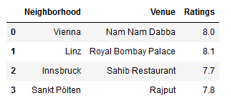 Neighborhood Venue Ratings
0 Vienna Nam Nam Dabba 8.0
1 Linz Royal Bombay Palace 8.1
2 Innsbruck Sahib Restaurant 7.7
3 Sankt Pölten Rajput 7.8